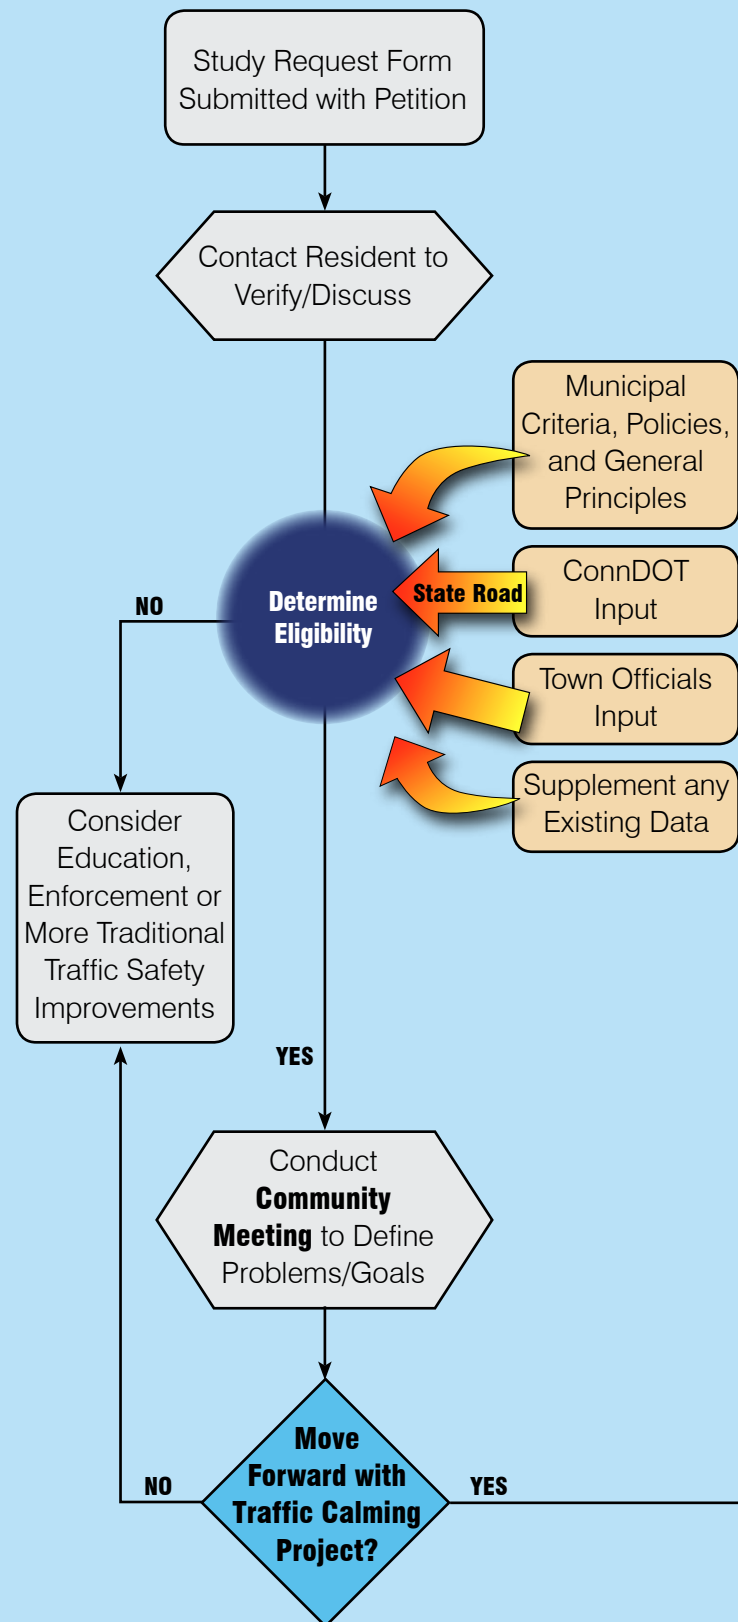 Study Request Form
Submitted with Petition
Contact Resident to
Verify/Discuss
Municipal
Criteria, Policies,
and General
Principles
ConnDOT
Input
State Road
Determine
Eligibility
NO
Town Officials
Input
Supplement any
Existing Data
Consider
Education,
Enforcement or
More Traditional
Traffic Safety
Improvements
YES
Conduct
Community
Meeting to Define
Problems/Goals
Move
Forward with
Traffic Calming
Project?
NO
YES